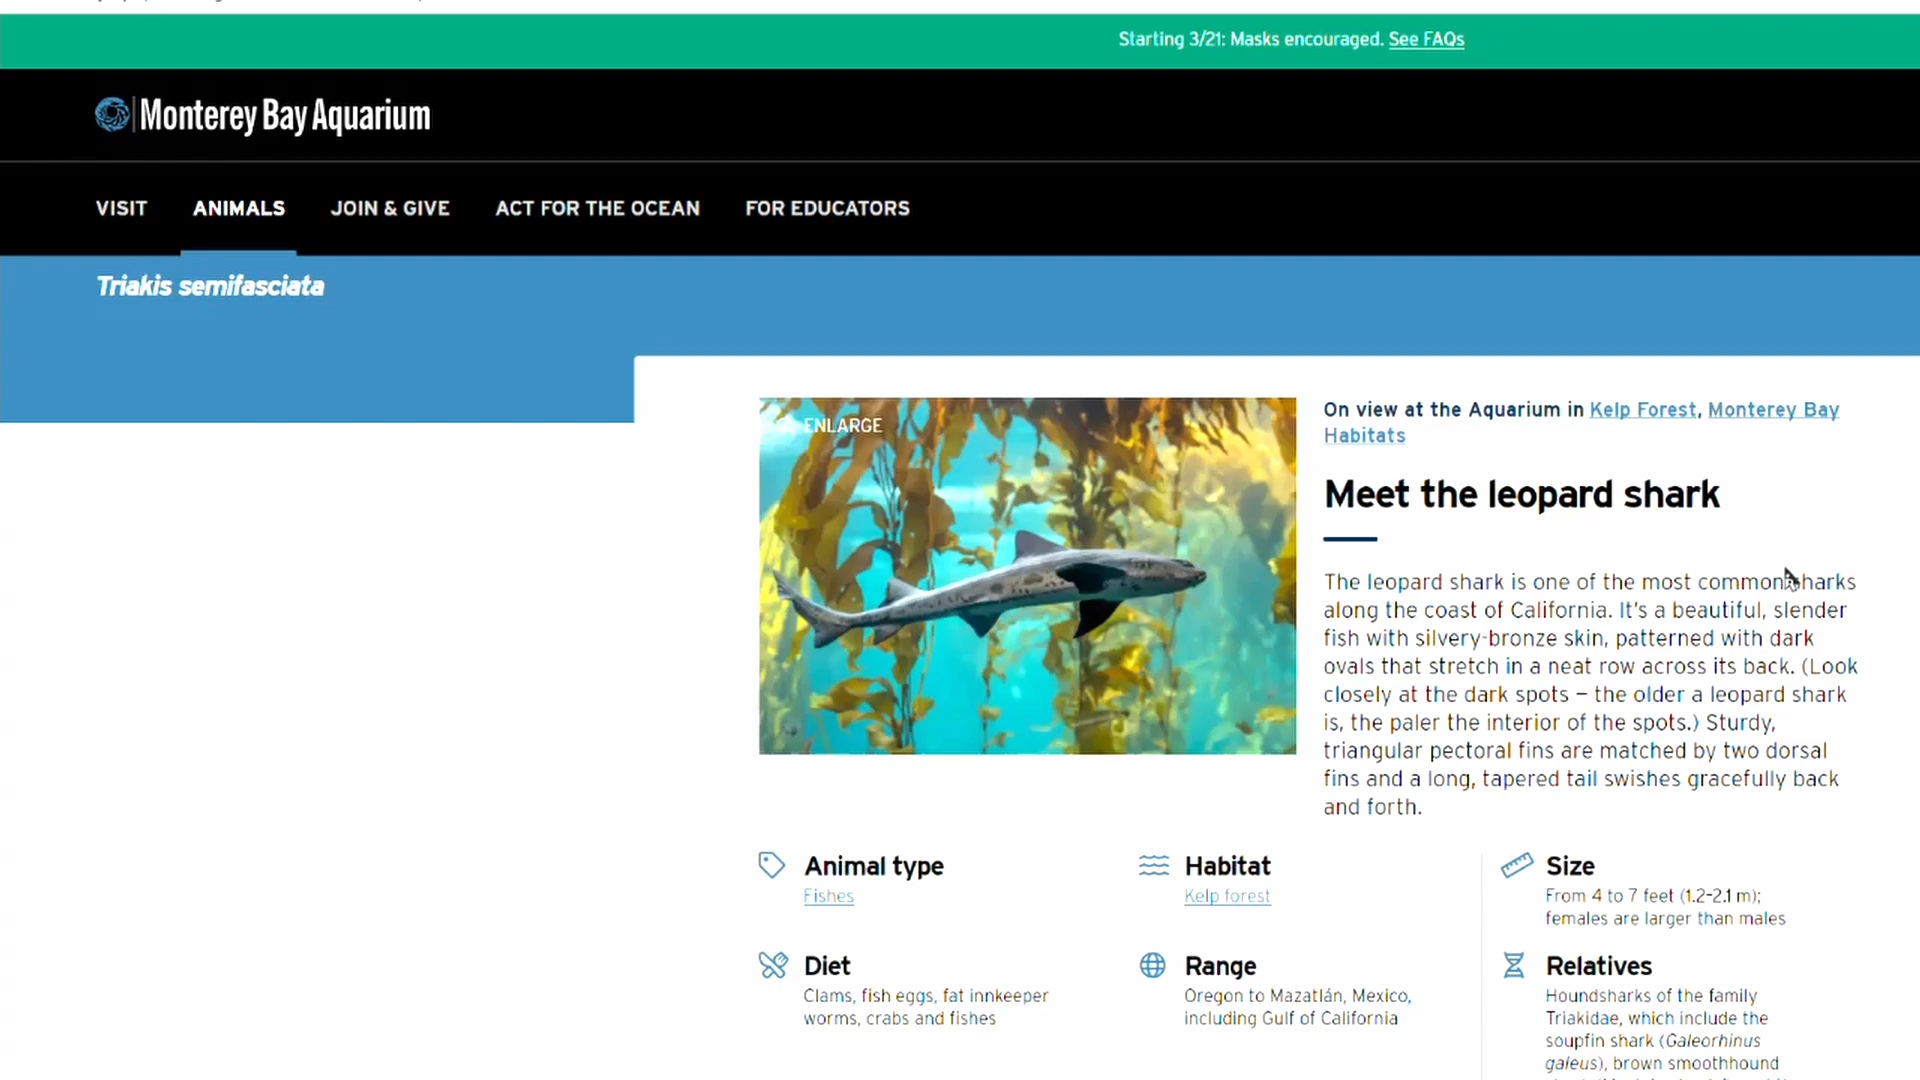 Starting 3/21: Masks encouraged. See FAQs
Monterey Bay Aquarium
VISIT ANIMALS JOIN & GIVE ACT FOR THE OCEAN FOR EDUCATORS
Triakis semifasciata
ENLARGE
On view at the Aquarium in Kelp Forest, Monterey Bay
Habitats
Meet the leopard shark
The leopard shark is one of the most common sharks
along the coast of California. It's a beautiful, slender
fish with silvery-bronze skin, patterned with dark
ovals that stretch in a neat row across its back. (Look
closely at the dark spots – the older a leopard shark
is, the paler the interior of the spots.) Sturdy,
triangular pectoral fins are matched by two dorsal
fins and a long, tapered tail swishes gracefully back
and forth.
Animal type
Fishes
Habitat
Kelp forest
Size
From 4 to 7 feet (1.2-2.1 m);
females are larger than males
Diet
Clams, fish eggs, fat innkeeper
worms, crabs and fishes
Range
Oregon to Mazatlán, Mexico,
including Gulf of California
Relatives
Houndsharks of the family
Triakidae, which include the
soupfin shark (Galeorhinus
galeus), brown smoothhound